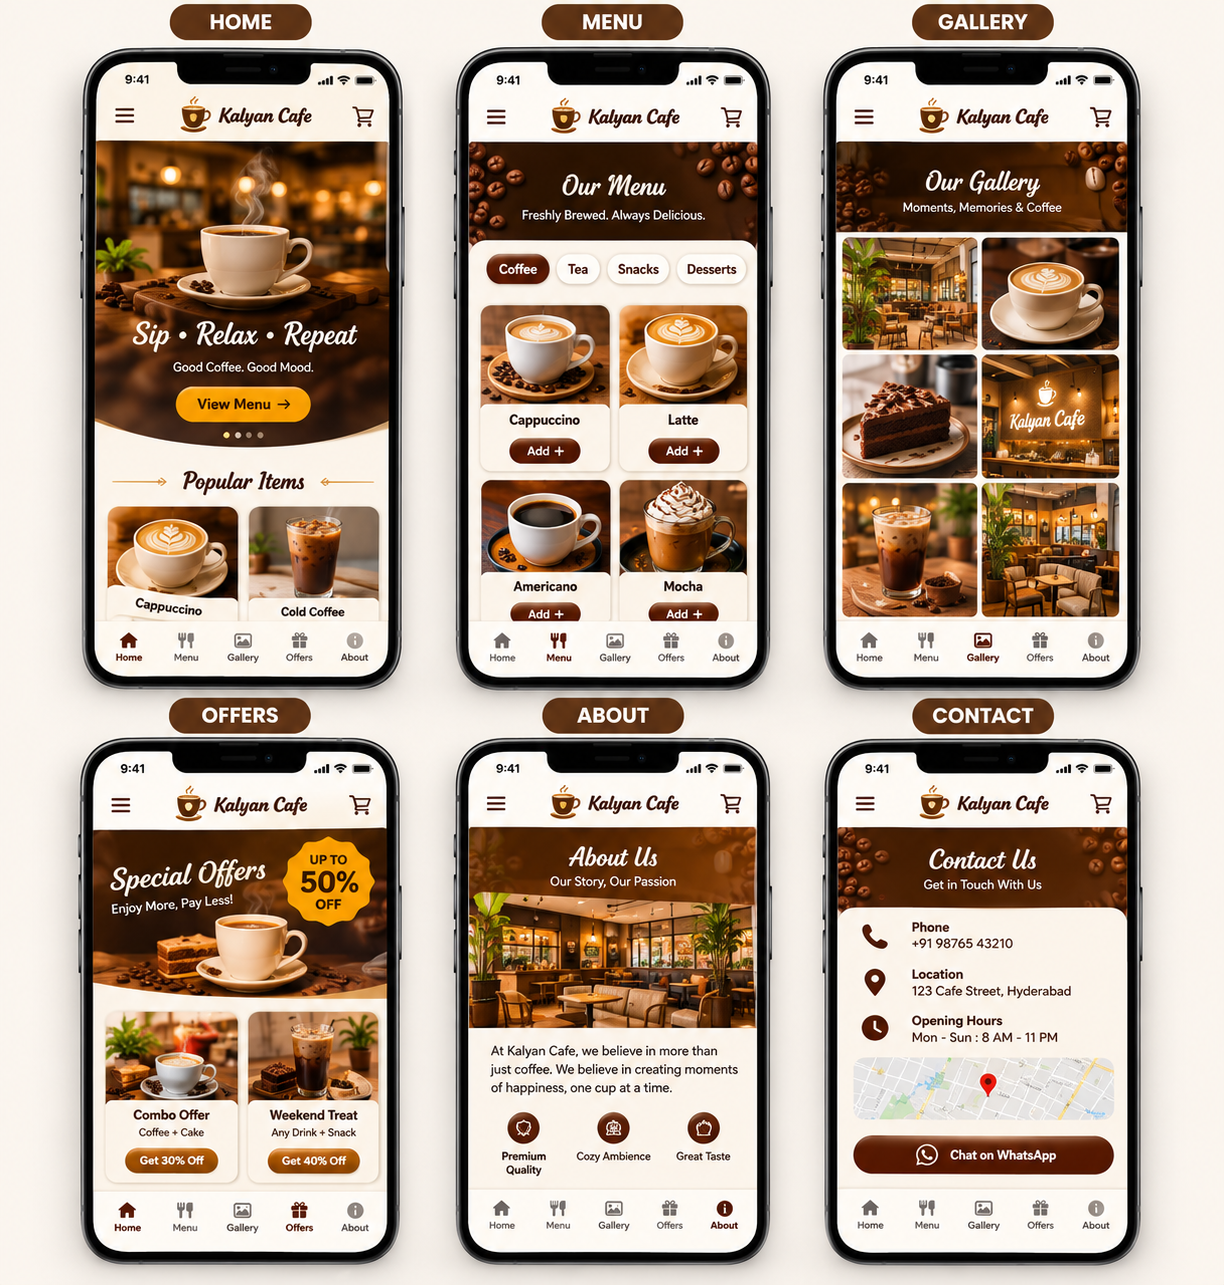 HOME
9:41
Kalyan Cafe
Sip • Relax • Repeat
Good Coffee. Good Mood.
View Menu →
Popular Items
Cappuccino
Cold Coffee
Home
Menu
Gallery
Offers
About
MENU
9:41
Kalyan Cafe
Our Menu
Freshly Brewed. Always Delicious.
Coffee
Tea
Snacks
Desserts
Cappuccino
Latte
Add +
Add +
Americano
Mocha
Add +
Add +
Home
Menu
Gallery
Offers
About
GALLERY
9:41
Kalyan Cafe
Our Gallery
Moments, Memories & Coffee
Kalyan Cafe
Home
Menu
Gallery
Offers
About
OFFERS
9:41
Kalyan Cafe
Special Offers
Enjoy More, Pay Less!
UP TO
50%
OFF
Combo Offer
Coffee + Cake
Get 30% Off
Weekend Treat
Any Drink + Snack
Get 40% Off
Home
Menu
Gallery
Offers
About
ABOUT
9:41
Kalyan Cafe
About Us
Our Story, Our Passion
At Kalyan Cafe, we believe in more than
just coffee. We believe in creating moments
of happiness, one cup at a time.
Premium
Quality
Cozy Ambience
Great Taste
Home
Menu
Gallery
Offers
About
CONTACT
9:41
Kalyan Cafe
Contact Us
Get in Touch With Us
Phone
+91 98765 43210
Location
123 Cafe Street, Hyderabad
Opening Hours
Mon - Sun : 8 AM - 11 PM
Chat on WhatsApp
Home
Menu
Gallery
Offers
About